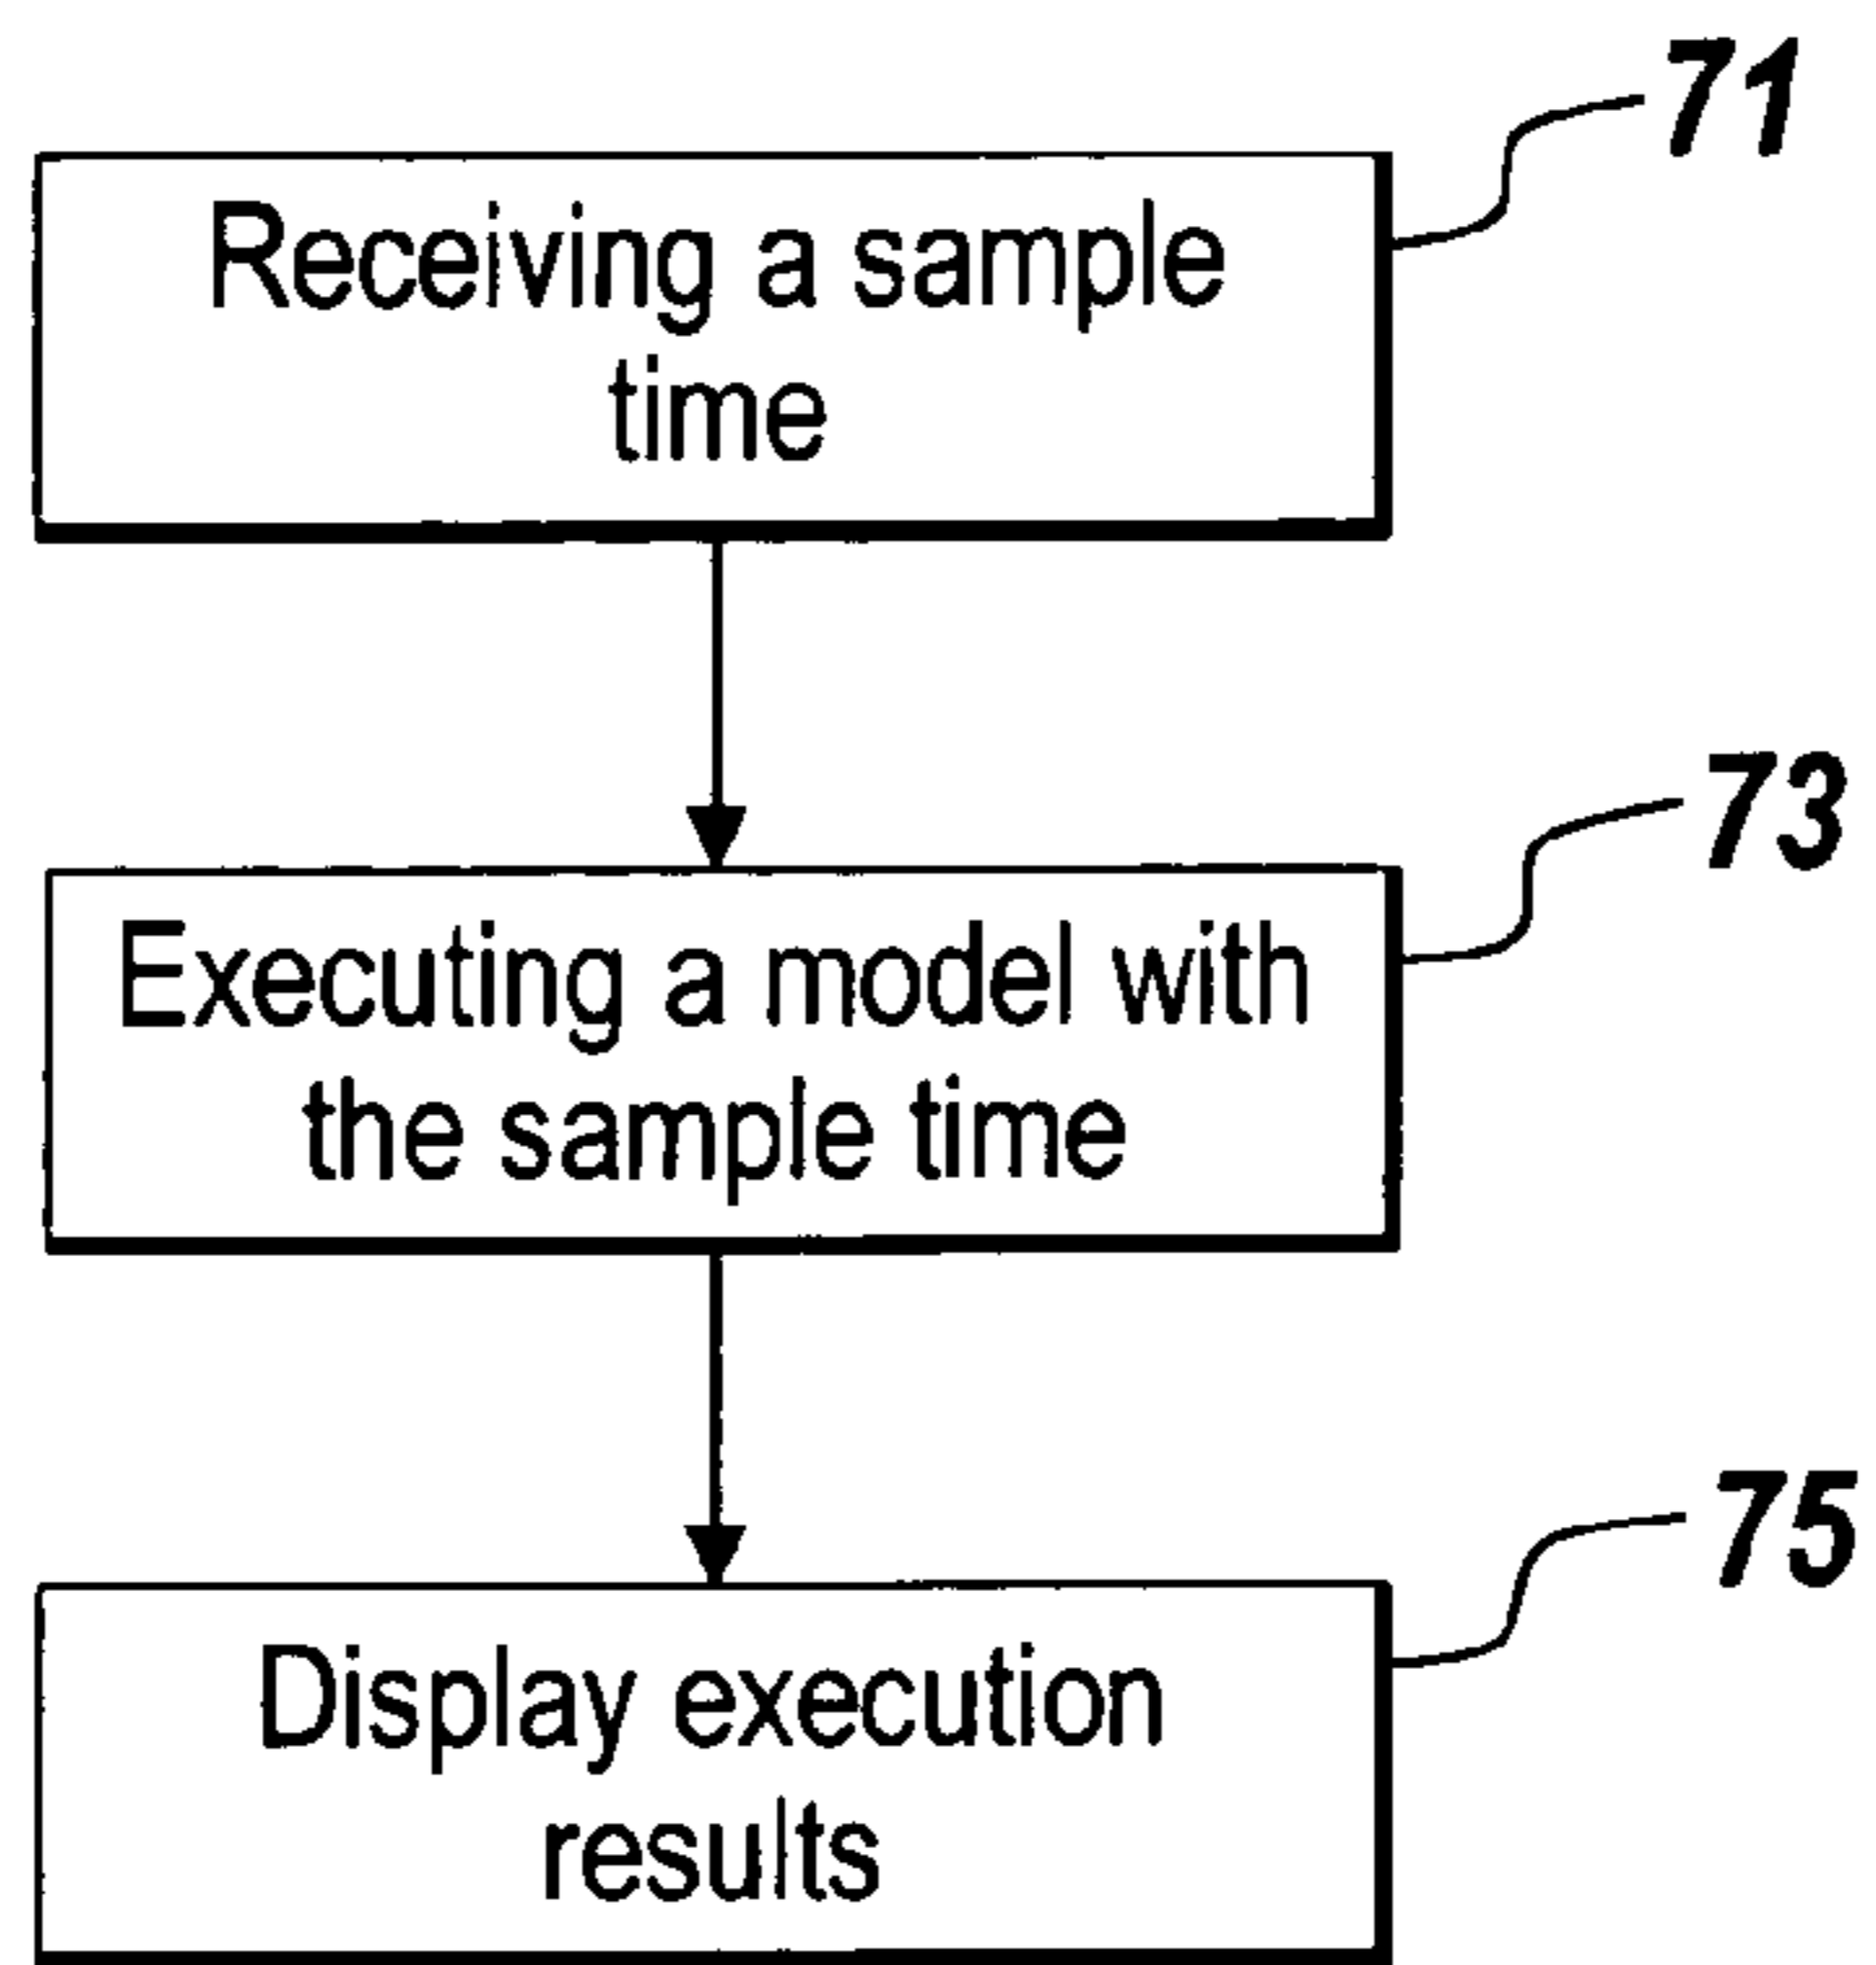 71
Receiving a sample
time
73
Executing a model with
the sample time
75
Display execution
results